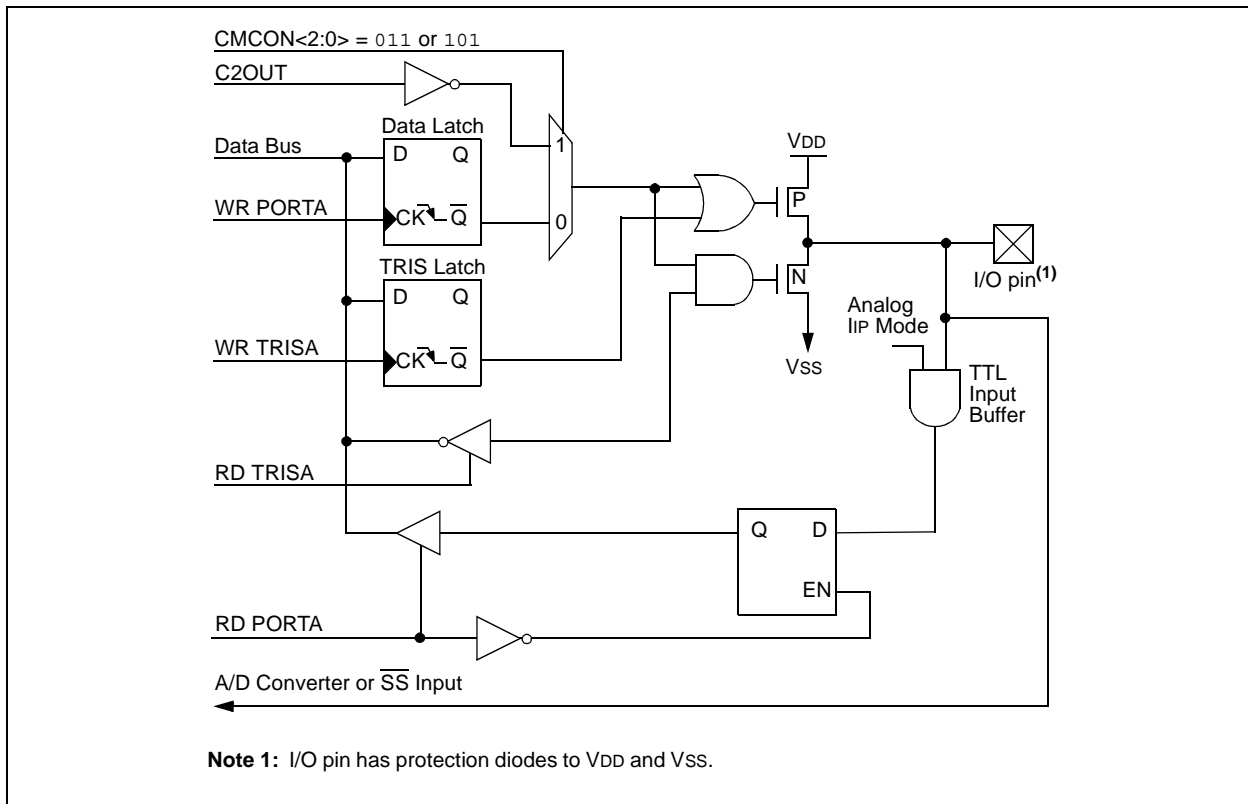 CMCON<2:0> = 011 or 101
C2OUT
Data Bus
Data Latch
D Q
WR PORTA
CK Q̅
1
0
VDD
P
N
VSS
I/O pin(1)
TRIS Latch
D Q
WR TRISA
CK Q̅
Analog
IIP Mode
TTL
Input
Buffer
RD TRISA
Q D
EN
RD PORTA
A/D Converter or S̅S̅ Input
Note 1: I/O pin has protection diodes to VDD and VSS.